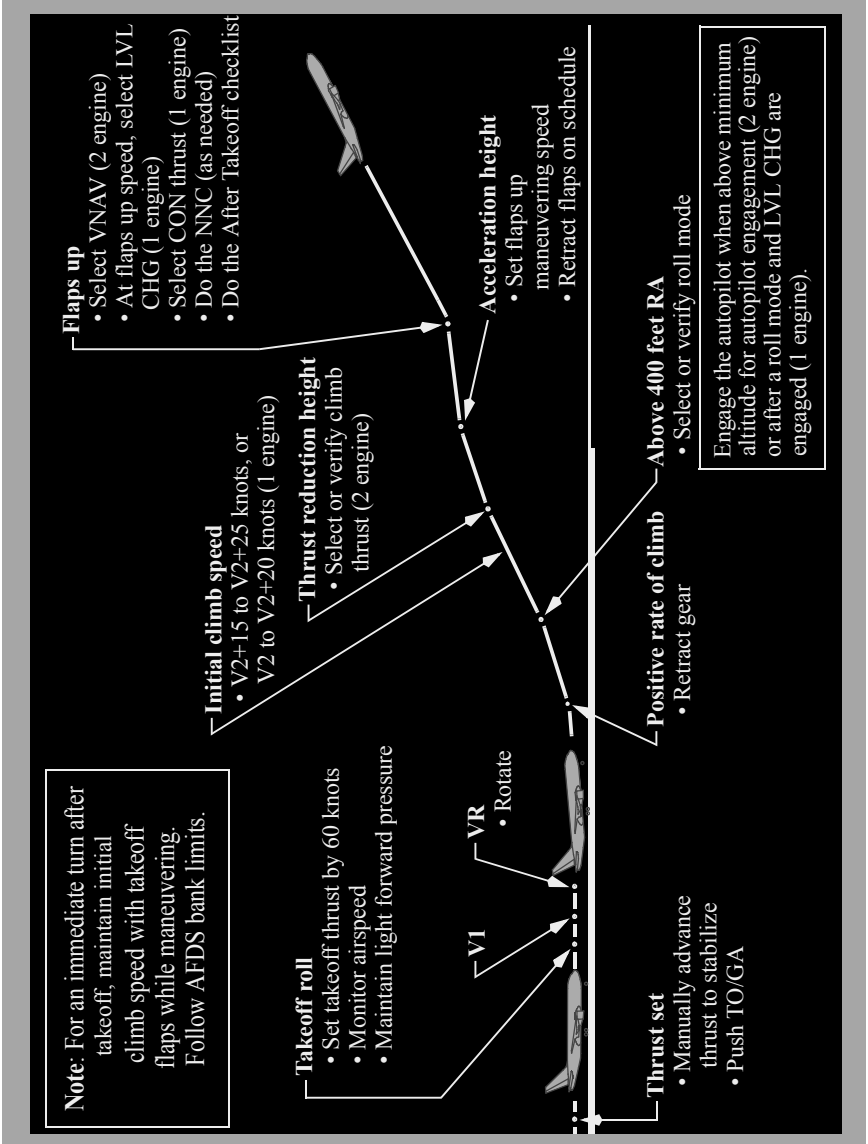 Note: For an immediate turn after
takeoff, maintain initial
climb speed with takeoff
flaps while maneuvering.
Follow AFDS bank limits.
Takeoff roll
• Set takeoff thrust by 60 knots
• Monitor airspeed
• Maintain light forward pressure
V1
VR
• Rotate
Thrust set
• Manually advance
thrust to stabilize
• Push TO/GA
Initial climb speed
• V2+15 to V2+25 knots, or
V2 to V2+20 knots (1 engine)
Thrust reduction height
• Select or verify climb
thrust (2 engine)
Positive rate of climb
• Retract gear
Above 400 feet RA
• Select or verify roll mode
Flaps up
• Select VNAV (2 engine)
• At flaps up speed, select LVL
CHG (1 engine)
• Select CON thrust (1 engine)
• Do the NNC (as needed)
• Do the After Takeoff checklist
Acceleration height
• Set flaps up
maneuvering speed
• Retract flaps on schedule
Engage the autopilot when above minimum
altitude for autopilot engagement (2 engine)
or after a roll mode and LVL CHG are
engaged (1 engine).